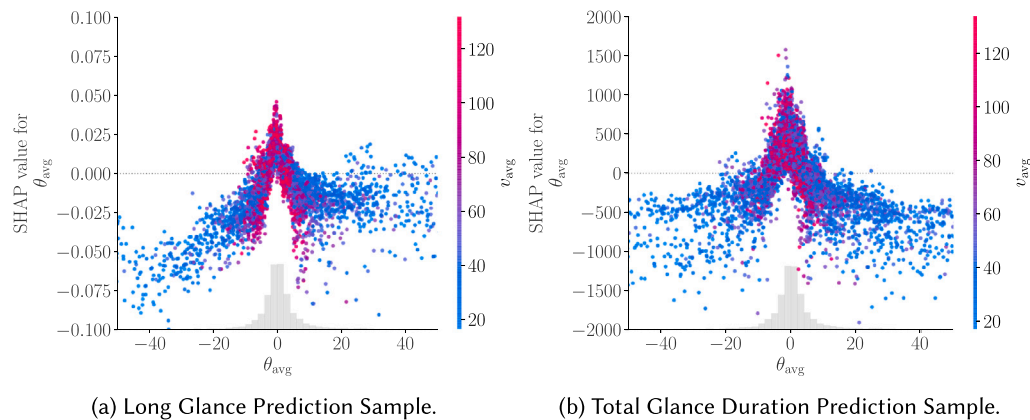 0.100
0.075
0.050
0.025
0.000
−0.025
−0.050
−0.075
−0.100
SHAP value for
θavg
−40 −20 0 20 40
θavg
120
100
80
60
40
20
vavg
2000
1500
1000
500
0
−500
−1000
−1500
−2000
SHAP value for
θavg
−40 −20 0 20 40
θavg
120
100
80
60
40
20
vavg
(a) Long Glance Prediction Sample.
(b) Total Glance Duration Prediction Sample.